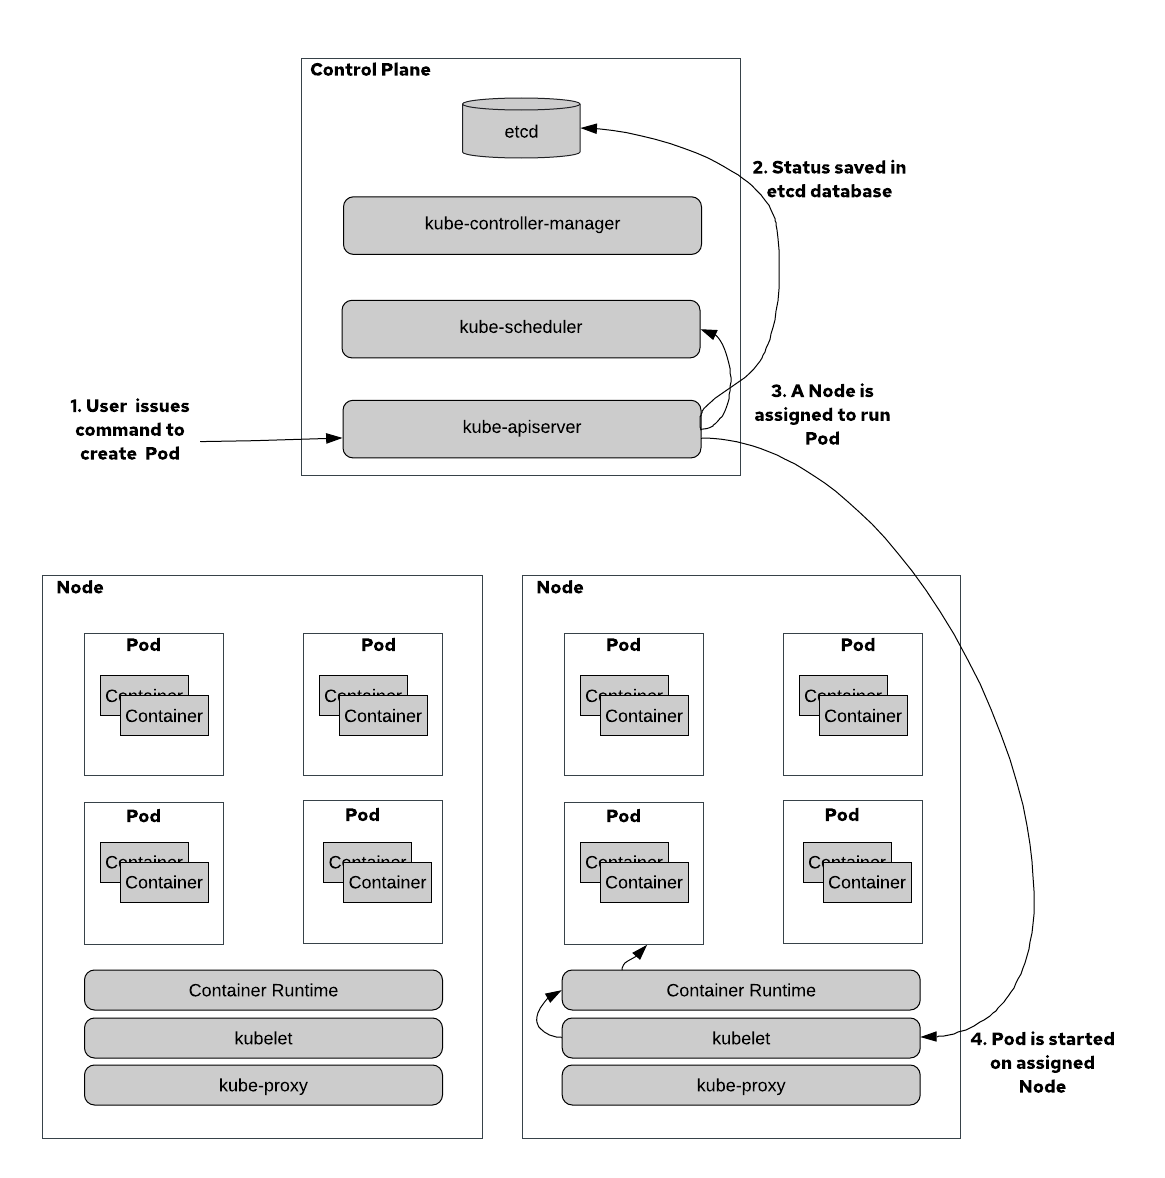 Control Plane
etcd
2. Status saved in
etcd database
kube-controller-manager
kube-scheduler
3. A Node is
assigned to run
Pod
1. User issues
command to
create Pod
kube-apiserver
Node
Pod
Container
Container
Pod
Container
Container
Pod
Container
Container
Pod
Container
Container
Container Runtime
kubelet
kube-proxy
Node
Pod
Container
Container
Pod
Container
Container
Pod
Container
Container
Pod
Container
Container
Container Runtime
kubelet
kube-proxy
4. Pod is started
on assigned
Node